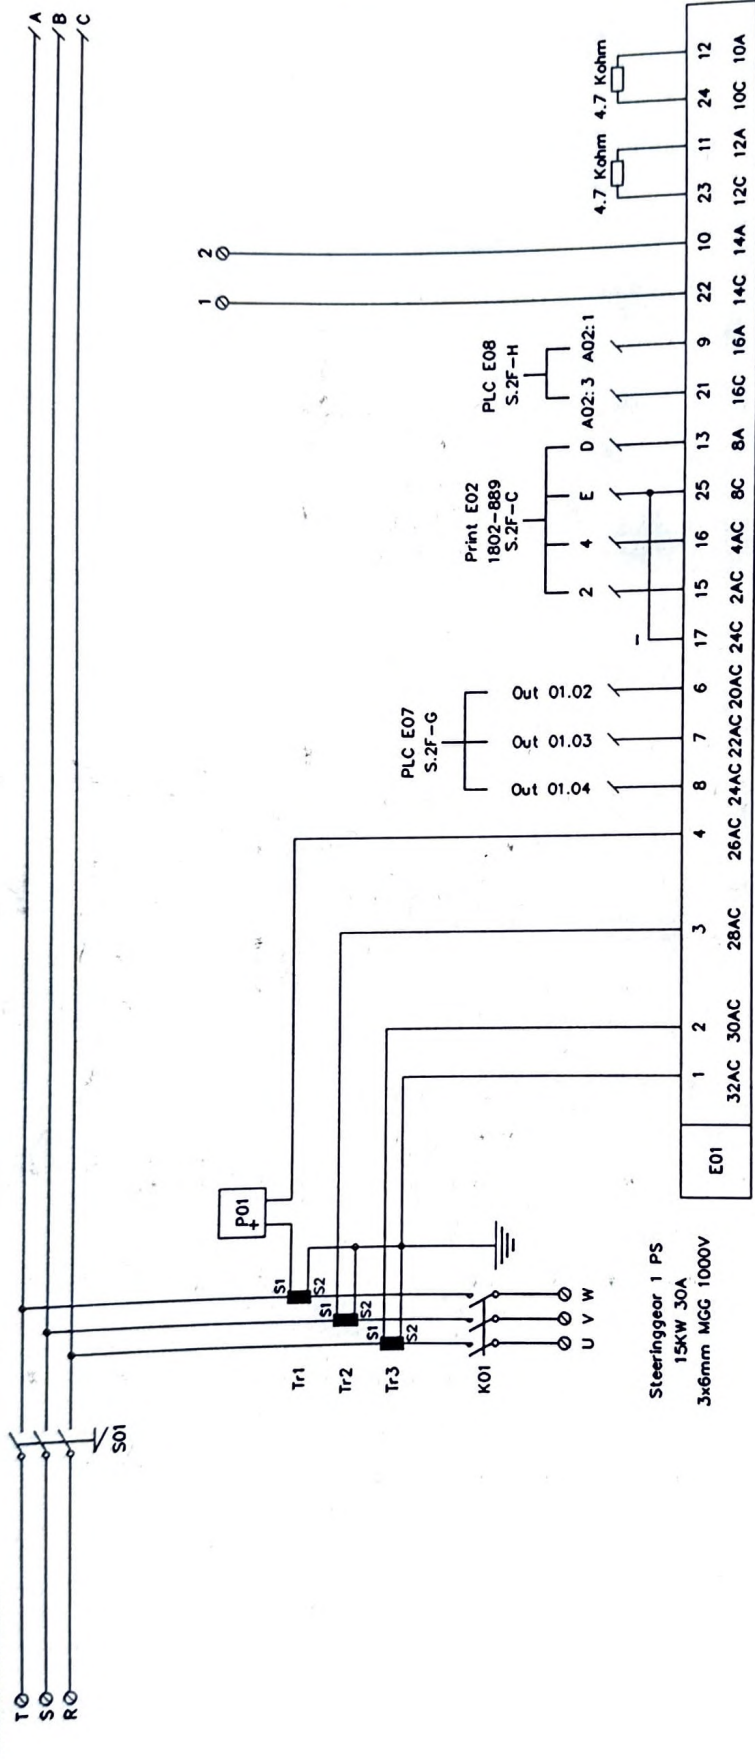 T A
S B
R C
S01
1 2
P01
+
S1 S2
Tr1
S1 S2
Tr2
S1 S2
Tr3
K01
U V W
PLC E07
S.2F-G
Out 01.04 Out 01.03 Out 01.02
Print E02
1802-889
S.2F-C
2 4 E D
PLC E08
S.2F-H
A02:3 A02:1
4.7 Kohm 4.7 Kohm
-
Steeringgear 1 PS
15KW 30A
3x6mm MGG 1000V
E01
1 2 3 4 8 7 6 17 15 16 25 13 21 9 22 10 23 11 24 12
32AC 30AC 28AC 26AC 24AC 22AC 20AC 24C 2AC 4AC 8C 8A 16C 16A 14C 14A 12C 12A 10C 10A